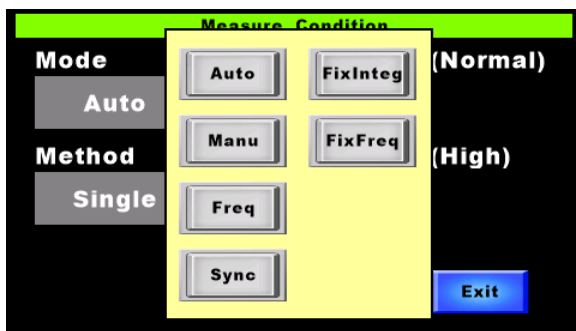 Measure Condition
Mode
Auto
Method
Single
Auto
FixInteg
Manu
FixFreq
Freq
Sync
(Normal)
(High)
Exit